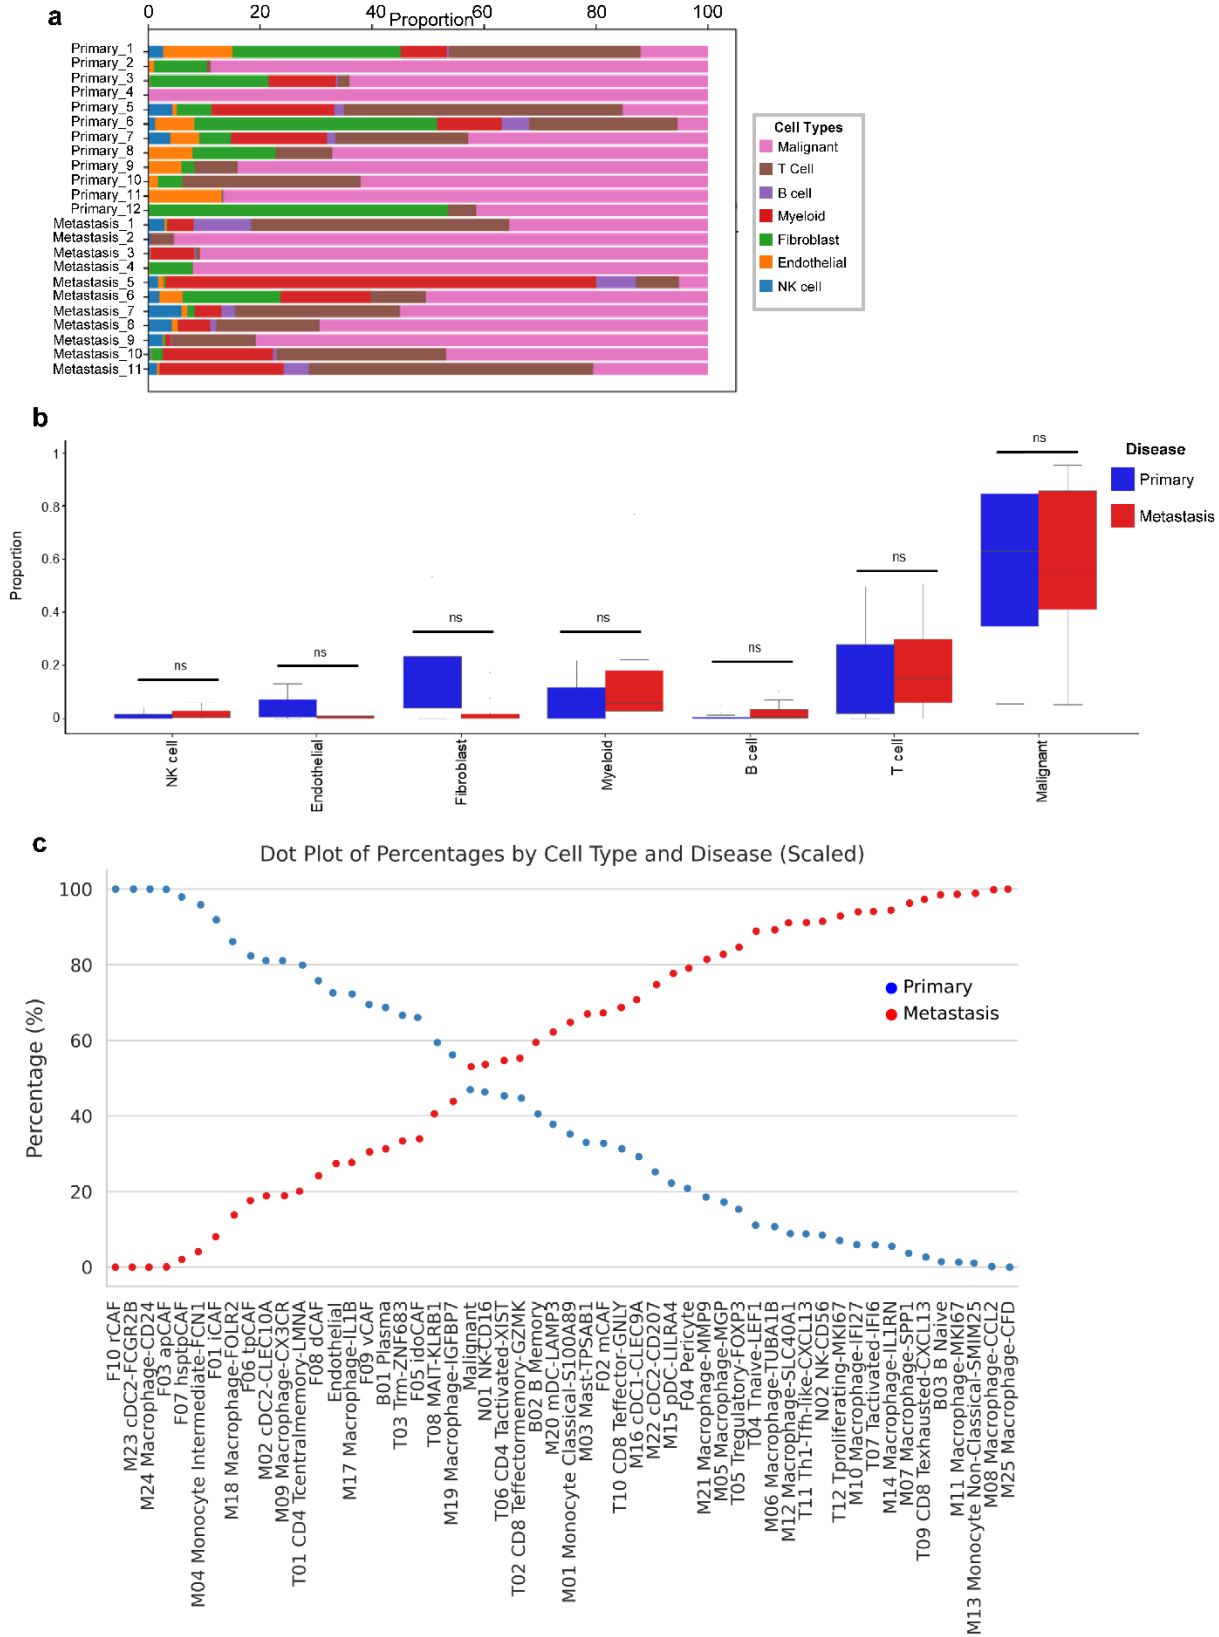 a
0 20 40 60 80 100
Proportion
Primary_1
Primary_2
Primary_3
Primary_4
Primary_5
Primary_6
Primary_7
Primary_8
Primary_9
Primary_10
Primary_11
Primary_12
Metastasis_1
Metastasis_2
Metastasis_3
Metastasis_4
Metastasis_5
Metastasis_6
Metastasis_7
Metastasis_8
Metastasis_9
Metastasis_10
Metastasis_11
Cell Types
Malignant
T Cell
B cell
Myeloid
Fibroblast
Endothelial
NK cell
b
Proportion
1
0.8
0.6
0.4
0.2
0
ns
ns
ns
ns
ns
ns
ns
NK cell
Endothelial
Fibroblast
Myeloid
B cell
T cell
Malignant
Disease
Primary
Metastasis
c
Dot Plot of Percentages by Cell Type and Disease (Scaled)
Percentage (%)
100
80
60
40
20
0
Primary
Metastasis
F10 rCAF
M23 cDC2-FCGR2B
M24 Macrophage-CD24
F03 apCAF
F07 hsptpCAF
M04 Monocyte Intermediate-FCN1
F01 iCAF
M18 Macrophage-FOLR2
F06 tpCAF
M02 cDC2-CLEC10A
M09 Macrophage-CX3CR
T01 CD4 Tcentralmemory-LMNA
F08 dCAF
Endothelial
M17 Macrophage-IL1B
F09 vCAF
B01 Plasma
T03 Trm-ZNF683
F05 idoCAF
T08 MAIT-KLRB1
M19 Macrophage-IGFBP7
Malignant
N01 NK-CD16
T06 CD4 Tactivated-XIST
T02 CD8 Teffectormemory-GZMK
B02 B Memory
M20 mDC-LAMP3
M01 Monocyte Classical-S100A89
M03 Mast-TPSAB1
F02 mCAF
T10 CD8 Teffector-GNLY
M16 cDC1-CLEC9A
M22 cDC2-CD207
M15 pDC-LILRA4
F04 Pericyte
M21 Macrophage-MMP9
M05 Macrophage-MGP
T05 Tregulatory-FOXP3
T04 Tnaive-LEF1
M06 Macrophage-TUBA1B
M12 Macrophage-SLC40A1
T11 Th1-Tfh-like-CXCL13
N02 NK-CD56
T12 Tproliferating-MKI67
M10 Macrophage-IFI27
T07 Tactivated-IFI6
M14 Macrophage-IL1RN
M07 Macrophage-SPP1
T09 CD8 Texhausted-CXCL13
B03 B Naive
M11 Macrophage-MKI67
M13 Monocyte Non-Classical-SMIM25
M08 Macrophage-CCL2
M25 Macrophage-CFD